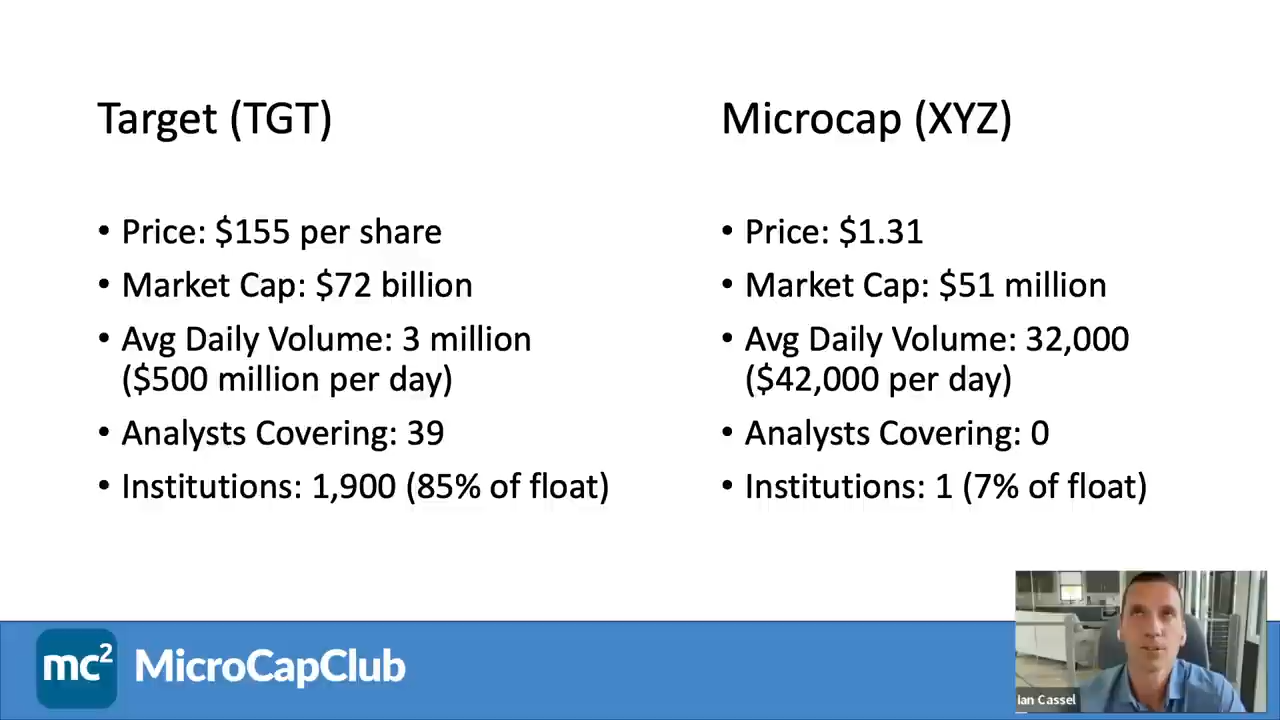 Target (TGT)
• Price: $155 per share
• Market Cap: $72 billion
• Avg Daily Volume: 3 million
($500 million per day)
• Analysts Covering: 39
• Institutions: 1,900 (85% of float)
Microcap (XYZ)
• Price: $1.31
• Market Cap: $51 million
• Avg Daily Volume: 32,000
($42,000 per day)
• Analysts Covering: 0
• Institutions: 1 (7% of float)
mc² MicroCapClub
Ian Cassel